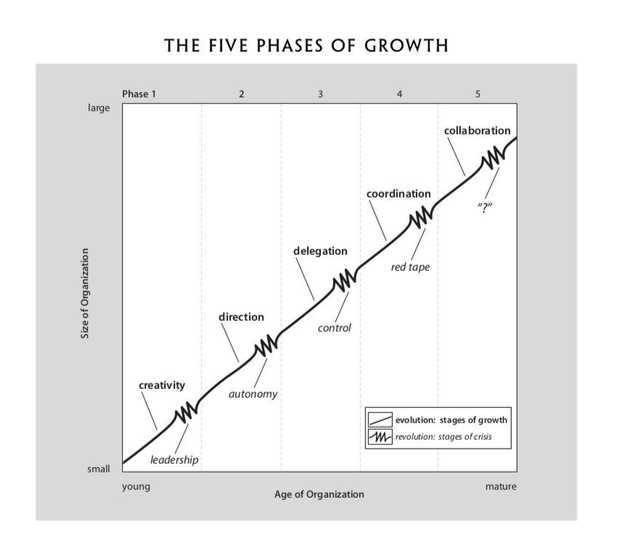 THE FIVE PHASES OF GROWTH
Phase 1 2 3 4 5
large
collaboration
coordination
"?"
delegation
red tape
Size of Organization
direction
control
creativity
autonomy
evolution: stages of growth
revolution: stages of crisis
leadership
small
young
mature
Age of Organization